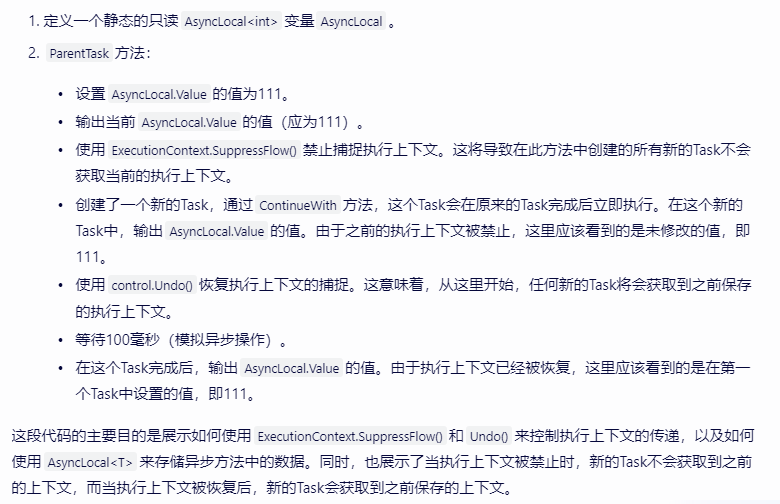 1. 定义一个静态的只读 AsyncLocal<int> 变量 AsyncLocal 。
2. ParentTask 方法：
• 设置 AsyncLocal.Value 的值为111。
• 输出当前 AsyncLocal.Value 的值（应为111）。
• 使用 ExecutionContext.SuppressFlow() 禁止捕捉执行上下文。这将导致在此方法中创建的所有新的Task不会
获取当前的执行上下文。
• 创建了一个新的Task，通过 ContinueWith 方法，这个Task会在原来的Task完成后立即执行。在这个新的
Task中，输出 AsyncLocal.Value 的值。由于之前的执行上下文被禁止，这里应该看到的是未修改的值，即
111。
• 使用 control.Undo() 恢复执行上下文的捕捉。这意味着，从这里开始，任何新的Task将会获取到之前保存
的执行上下文。
• 等待100毫秒（模拟异步操作）。
• 在这个Task完成后，输出 AsyncLocal.Value 的值。由于执行上下文已经被恢复，这里应该看到的是在第一
个Task中设置的值，即111。
这段代码的主要目的是展示如何使用 ExecutionContext.SuppressFlow() 和 Undo() 来控制执行上下文的传递，以及如何
使用 AsyncLocal<T> 来存储异步方法中的数据。同时，也展示了当执行上下文被禁止时，新的Task不会获取到之前
的上下文，而当执行上下文被恢复后，新的Task会获取到之前保存的上下文。